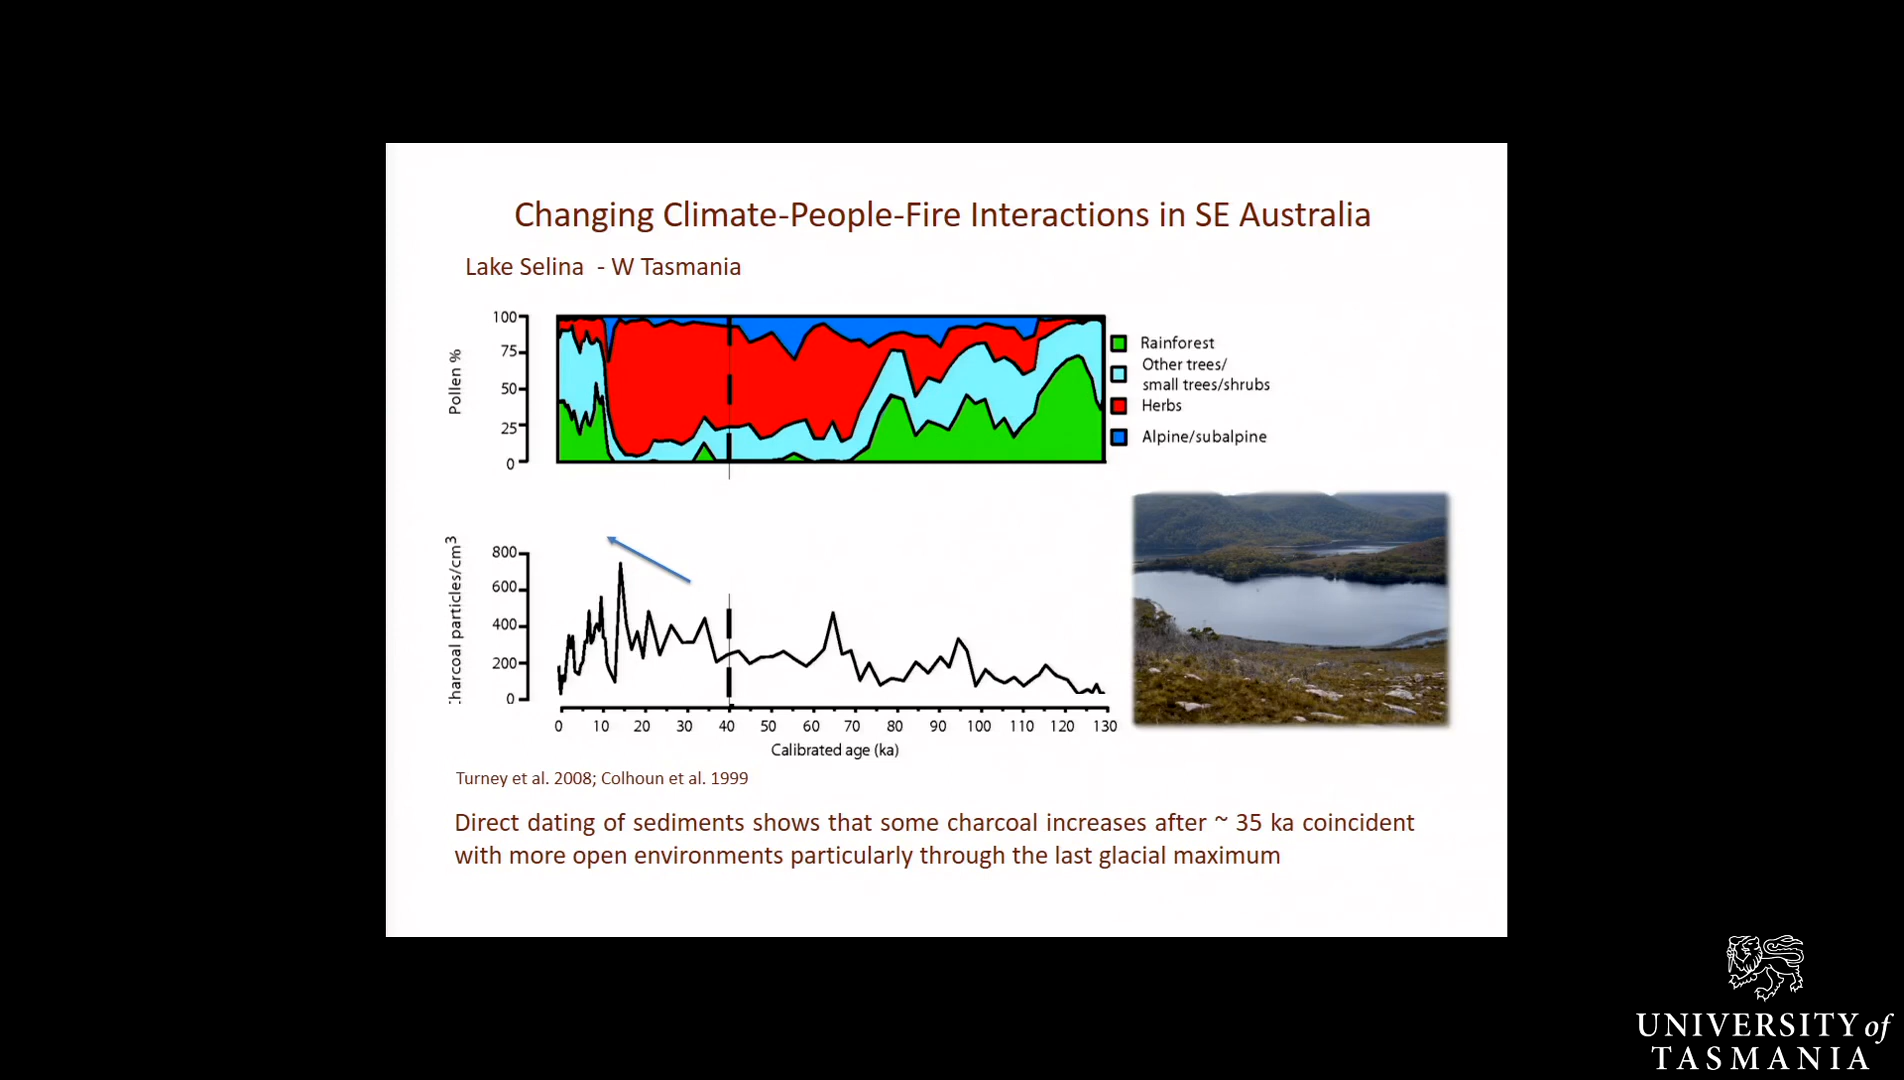 Changing Climate-People-Fire Interactions in SE Australia
Lake Selina - W Tasmania
Pollen %
100
75
50
25
0
Rainforest
Other trees/
small trees/shrubs
Herbs
Alpine/subalpine
particles/cm3
800
600
400
200
0
0 10 20 30 40 50 60 70 80 90 100 110 120 130
Calibrated age (ka)
Turney et al. 2008; Colhoun et al. 1999
Direct dating of sediments shows that some charcoal increases after ~ 35 ka coincident
with more open environments particularly through the last glacial maximum
UNIVERSITY of
TASMANIA